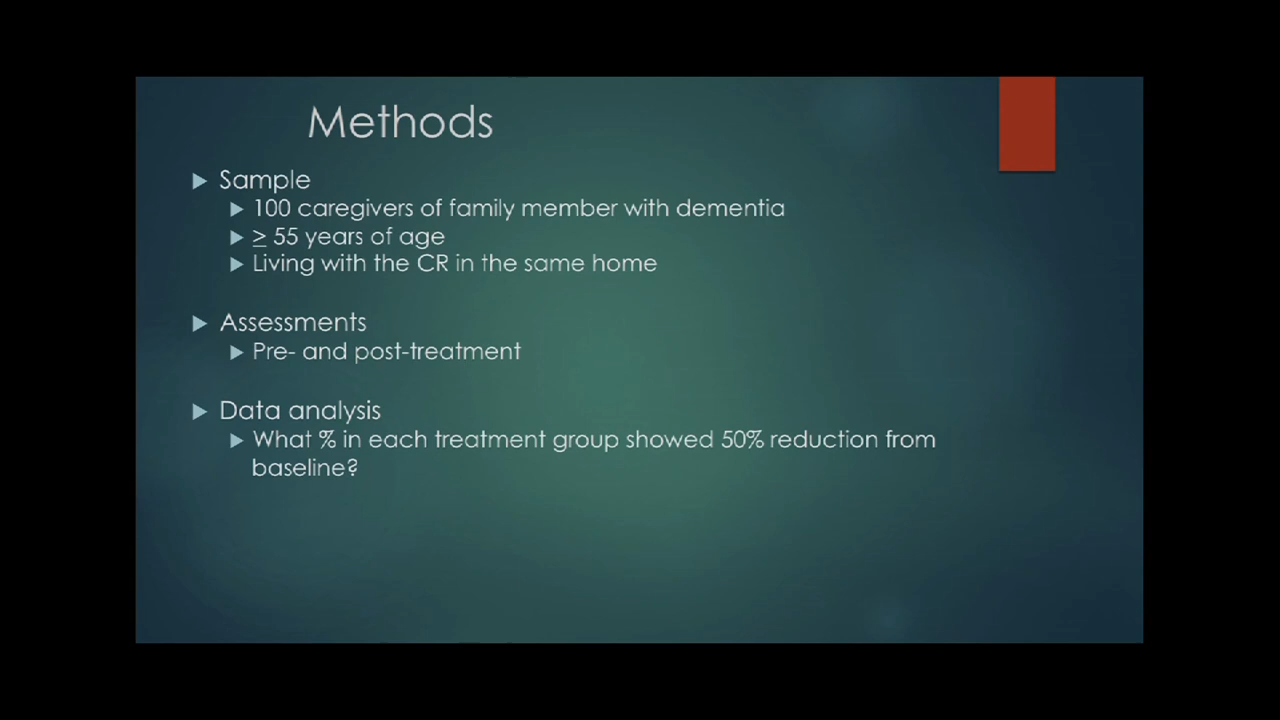 Methods
Sample
100 caregivers of family member with dementia
≥ 55 years of age
Living with the CR in the same home
Assessments
Pre- and post-treatment
Data analysis
What % in each treatment group showed 50% reduction from
baseline?